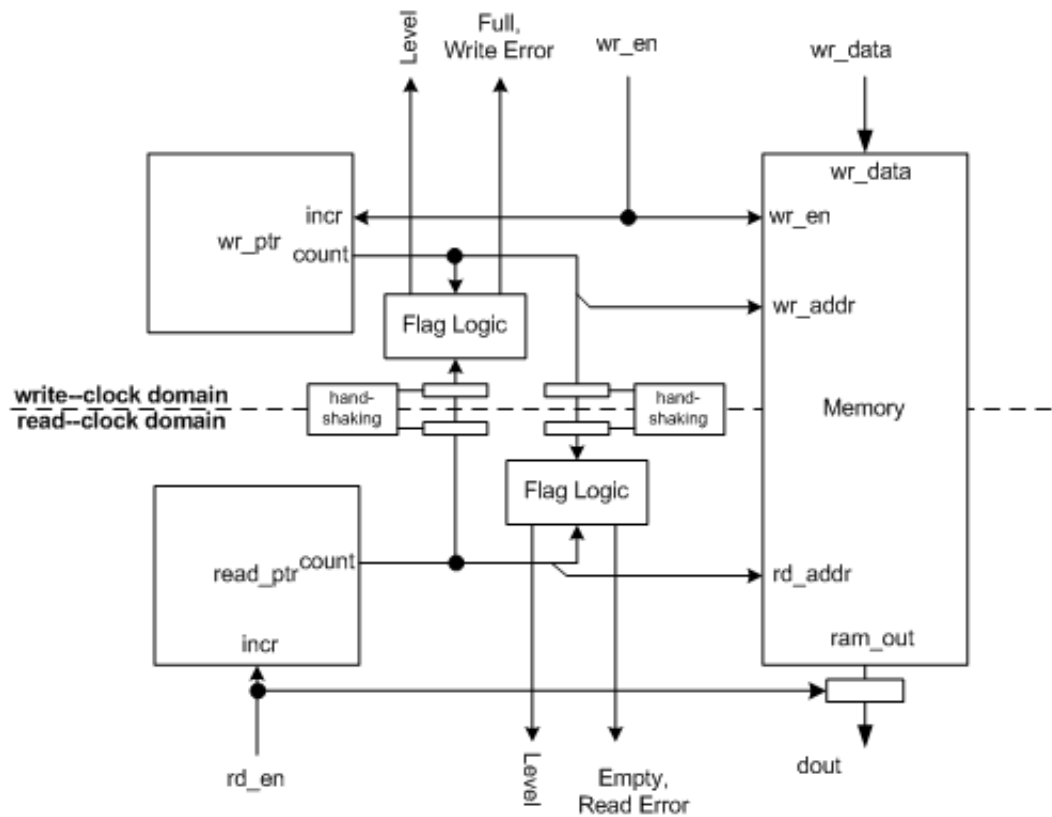 Level
Full,
Write Error
wr_en
wr_data
wr_data
incr
wr_en
wr_ptr
count
Flag Logic
wr_addr
write--clock domain
hand-
shaking
hand-
shaking
Memory
read--clock domain
Flag Logic
count
read_ptr
rd_addr
incr
ram_out
rd_en
Level
Empty,
Read Error
dout